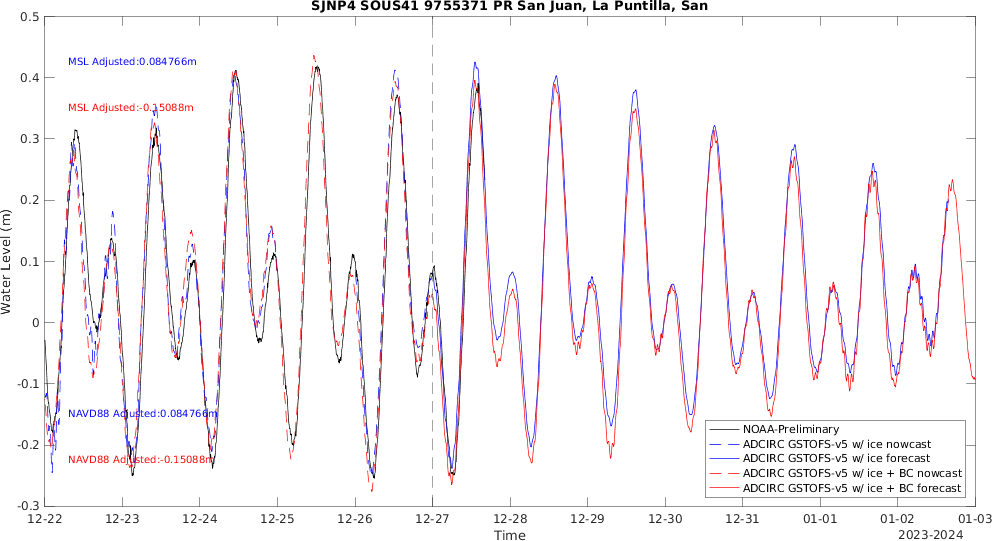 SJNP4 SOUS41 9755371 PR San Juan, La Puntilla, San
0.5
0.4
0.3
0.2
0.1
0
-0.1
-0.2
-0.3
Water Level (m)
MSL Adjusted:0.084766m
MSL Adjusted:-0.15088m
NAVD88 Adjusted:0.084766m
NAVD88 Adjusted:-0.15088m
NOAA-Preliminary
ADCIRC GSTOFS-v5 w/ ice nowcast
ADCIRC GSTOFS-v5 w/ ice forecast
ADCIRC GSTOFS-v5 w/ ice + BC nowcast
ADCIRC GSTOFS-v5 w/ ice + BC forecast
12-22 12-23 12-24 12-25 12-26 12-27 12-28 12-29 12-30 12-31 01-01 01-02 01-03
Time
2023-2024